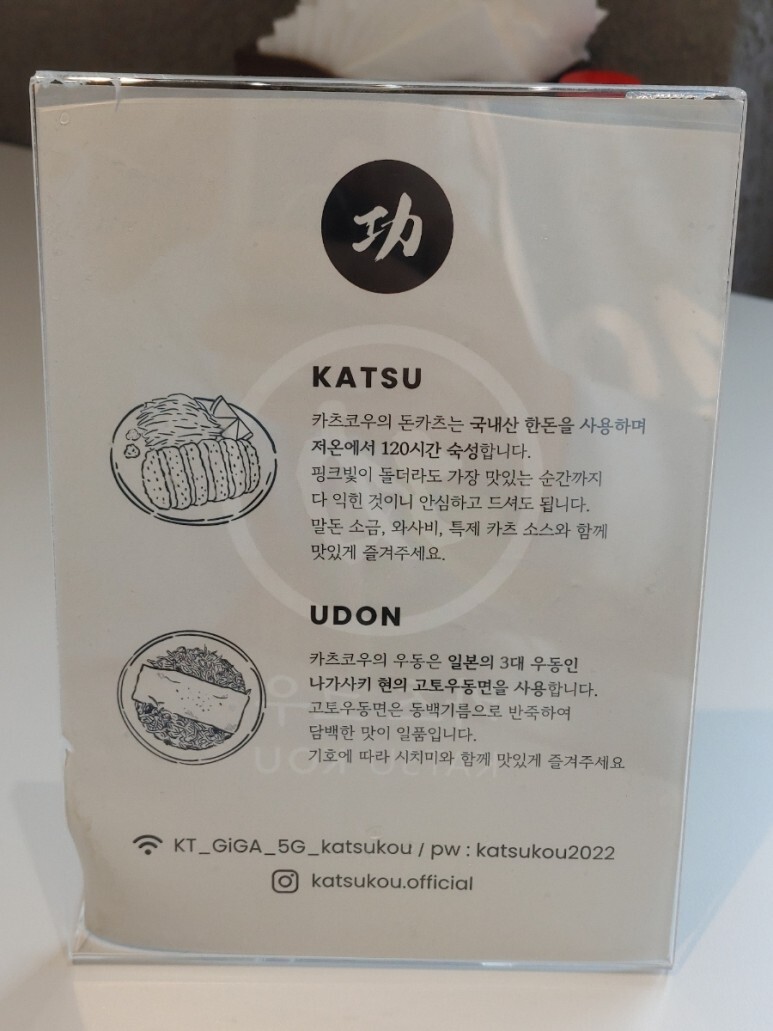 功
KATSU
카츠코우의 돈카츠는 국내산 한돈을 사용하며
저온에서 120시간 숙성합니다.
핑크빛이 돌더라도 가장 맛있는 순간까지
다 익힌 것이니 안심하고 드셔도 됩니다.
말돈 소금, 와사비, 특제 카츠 소스와 함께
맛있게 즐겨주세요.
UDON
카츠코우의 우동은 일본의 3대 우동인
나가사키 현의 고토우동면을 사용합니다.
고토우동면은 동백기름으로 반죽하여
담백한 맛이 일품입니다.
기호에 따라 시치미와 함께 맛있게 즐겨주세요
KT_GiGA_5G_katsukou / pw : katsukou2022
katsukou.official